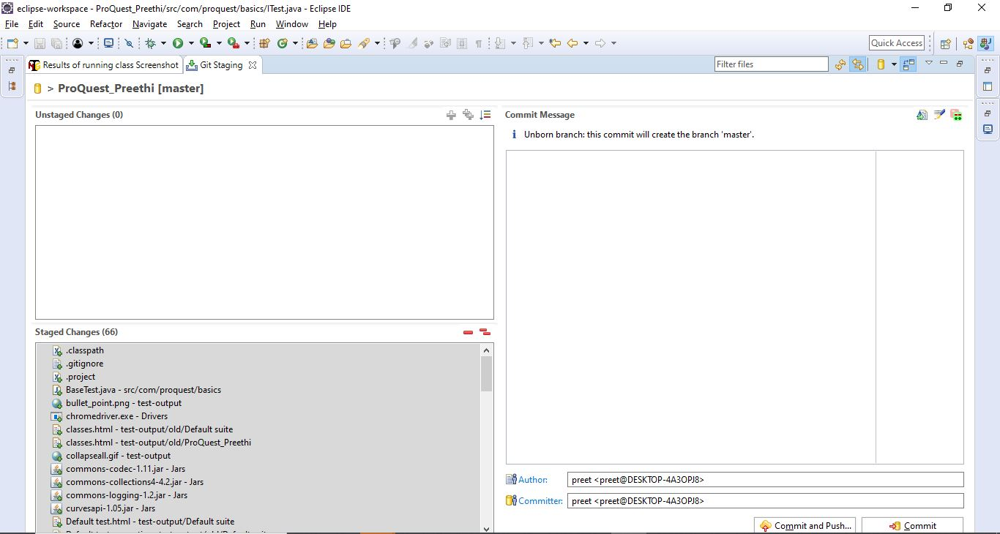 eclipse-workspace - ProQuest_Preethi/src/com/proquest/basics/ITest.java - Eclipse IDE
File Edit Source Refactor Navigate Search Project Run Window Help
Quick Access
Results of running class Screenshot
Git Staging
Filter files
> ProQuest_Preethi [master]
Unstaged Changes (0)
Commit Message
Unborn branch: this commit will create the branch 'master'.
Staged Changes (66)
.classpath
.gitignore
.project
BaseTest.java - src/com/proquest/basics
bullet_point.png - test-output
chromedriver.exe - Drivers
classes.html - test-output/old/Default suite
classes.html - test-output/old/ProQuest_Preethi
collapseall.gif - test-output
commons-codec-1.11.jar - Jars
commons-collections4-4.2.jar - Jars
commons-logging-1.2.jar - Jars
curvesapi-1.05.jar - Jars
Default test.html - test-output/Default suite
Author: preet <preet@DESKTOP-4A3OPJ8>
Committer: preet <preet@DESKTOP-4A3OPJ8>
Commit and Push...
Commit